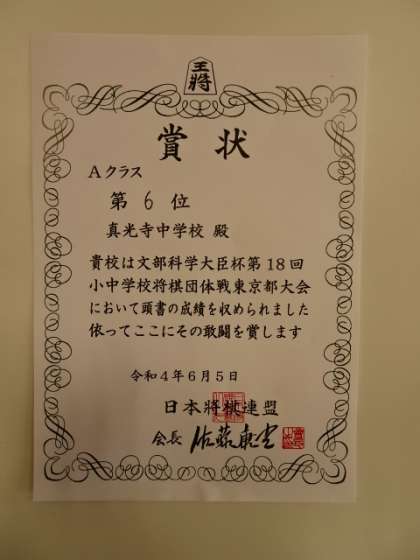 王將
賞状
Aクラス
第6位
真光寺中学校 殿
貴校は文部科学大臣杯第18回
小中学校将棋団体戦東京都大会
において頭書の成績を収められました
依ってここにその敢闘を賞します
令和4年6月5日
日本將棋連盟
会長 佐藤康光